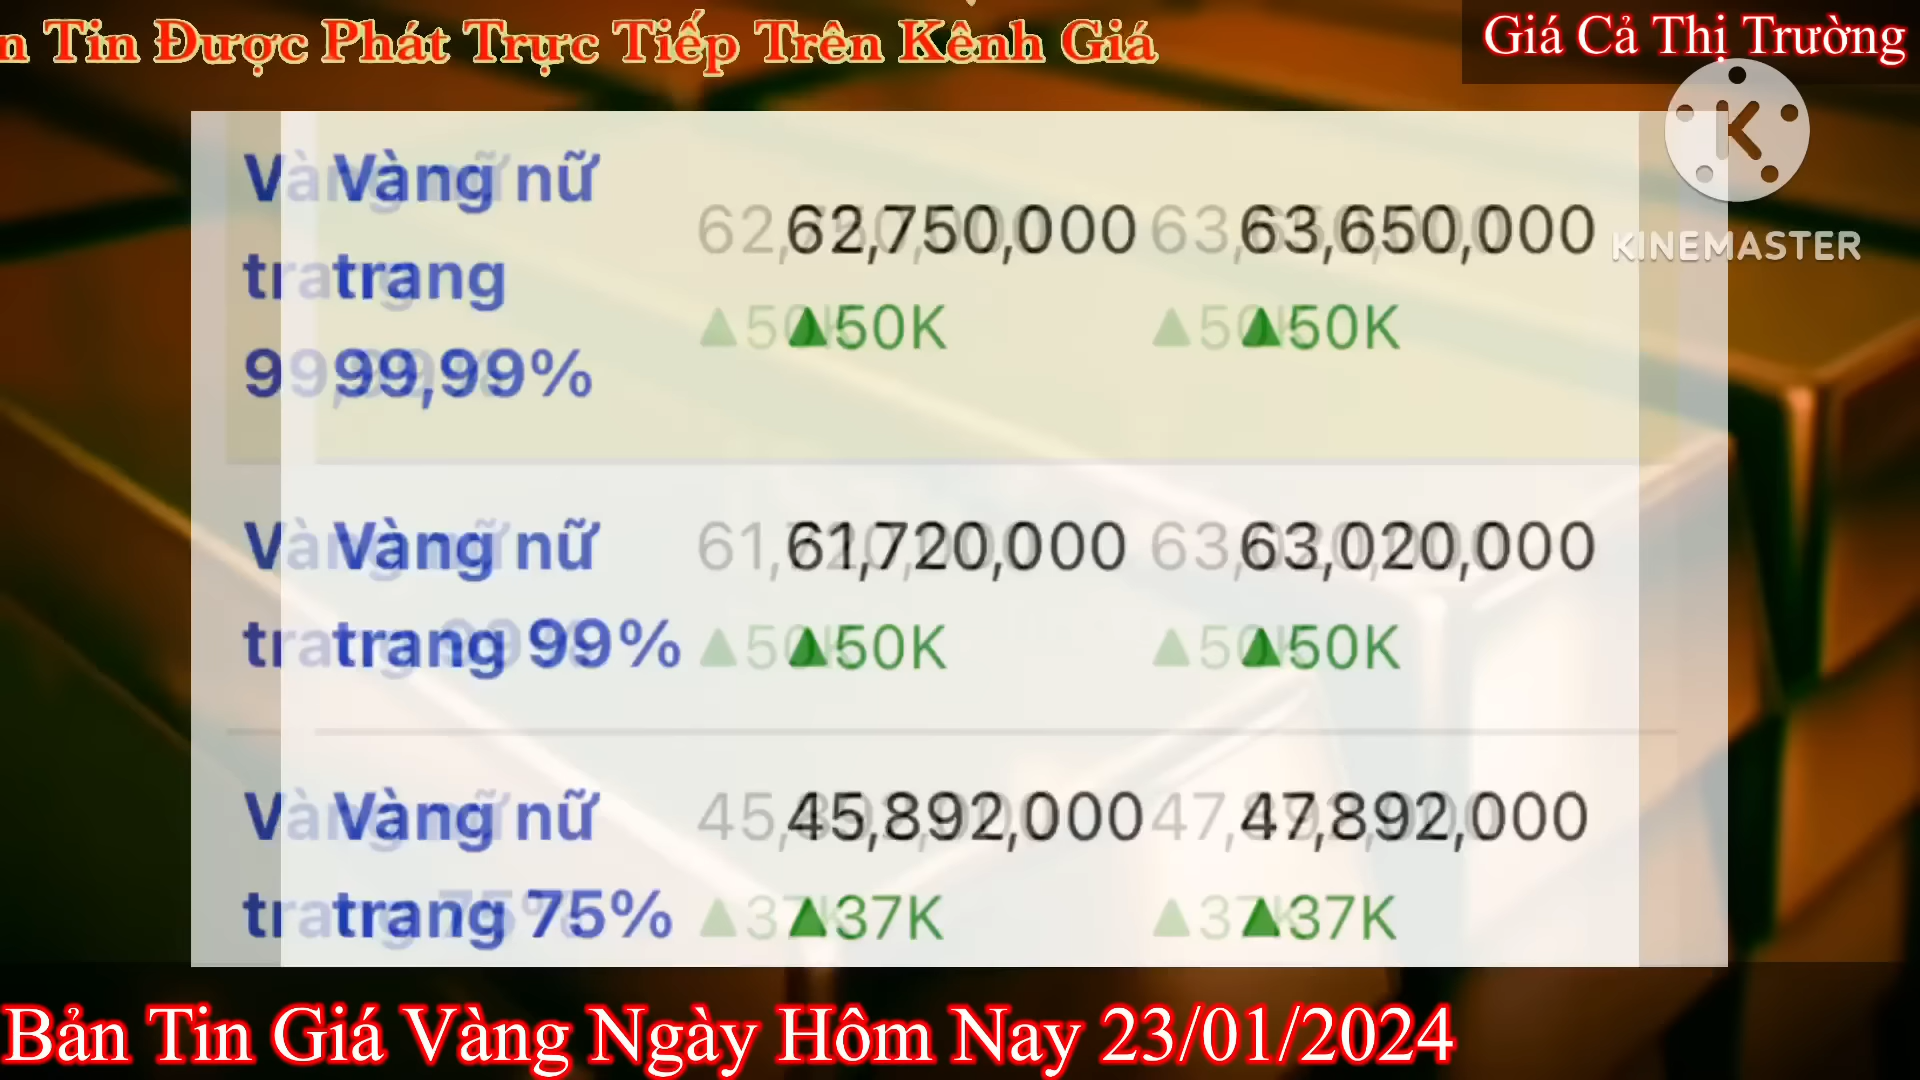 n Tin Được Phát Trực Tiếp Trên Kênh Giá
Giá Cả Thị Trường
KINEMASTER
Vàng nữ
trang
99,99%
62,750,000
63,650,000
▲50K
▲50K
Vàng nữ
trang 99%
61,720,000
63,020,000
▲50K
▲50K
Vàng nữ
trang 75%
45,892,000
47,892,000
▲37K
▲37K
Bản Tin Giá Vàng Ngày Hôm Nay 23/01/2024